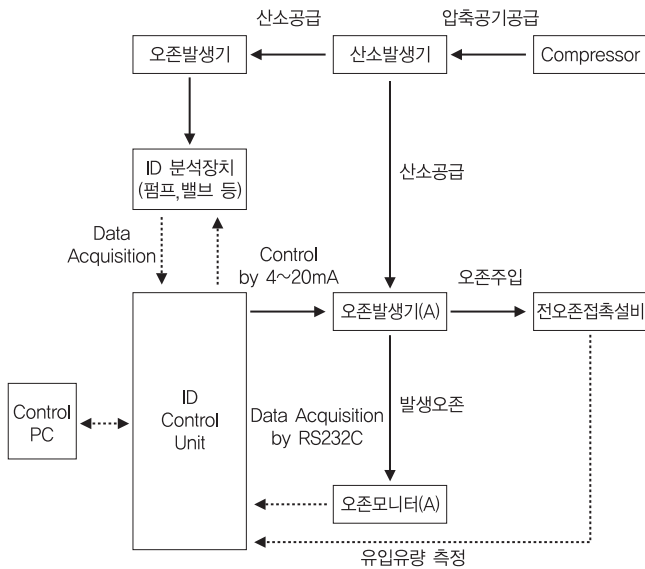 산소공급
압축공기공급
오존발생기
산소발생기
Compressor
ID 분석장치
(펌프,밸브 등)
산소공급
Data
Acquisition
Control
by 4~20mA
오존주입
오존발생기(A)
전오존접촉설비
Control
PC
ID
Control
Unit
Data Acquisition
by RS232C
발생오존
오존모니터(A)
유입유량 측정